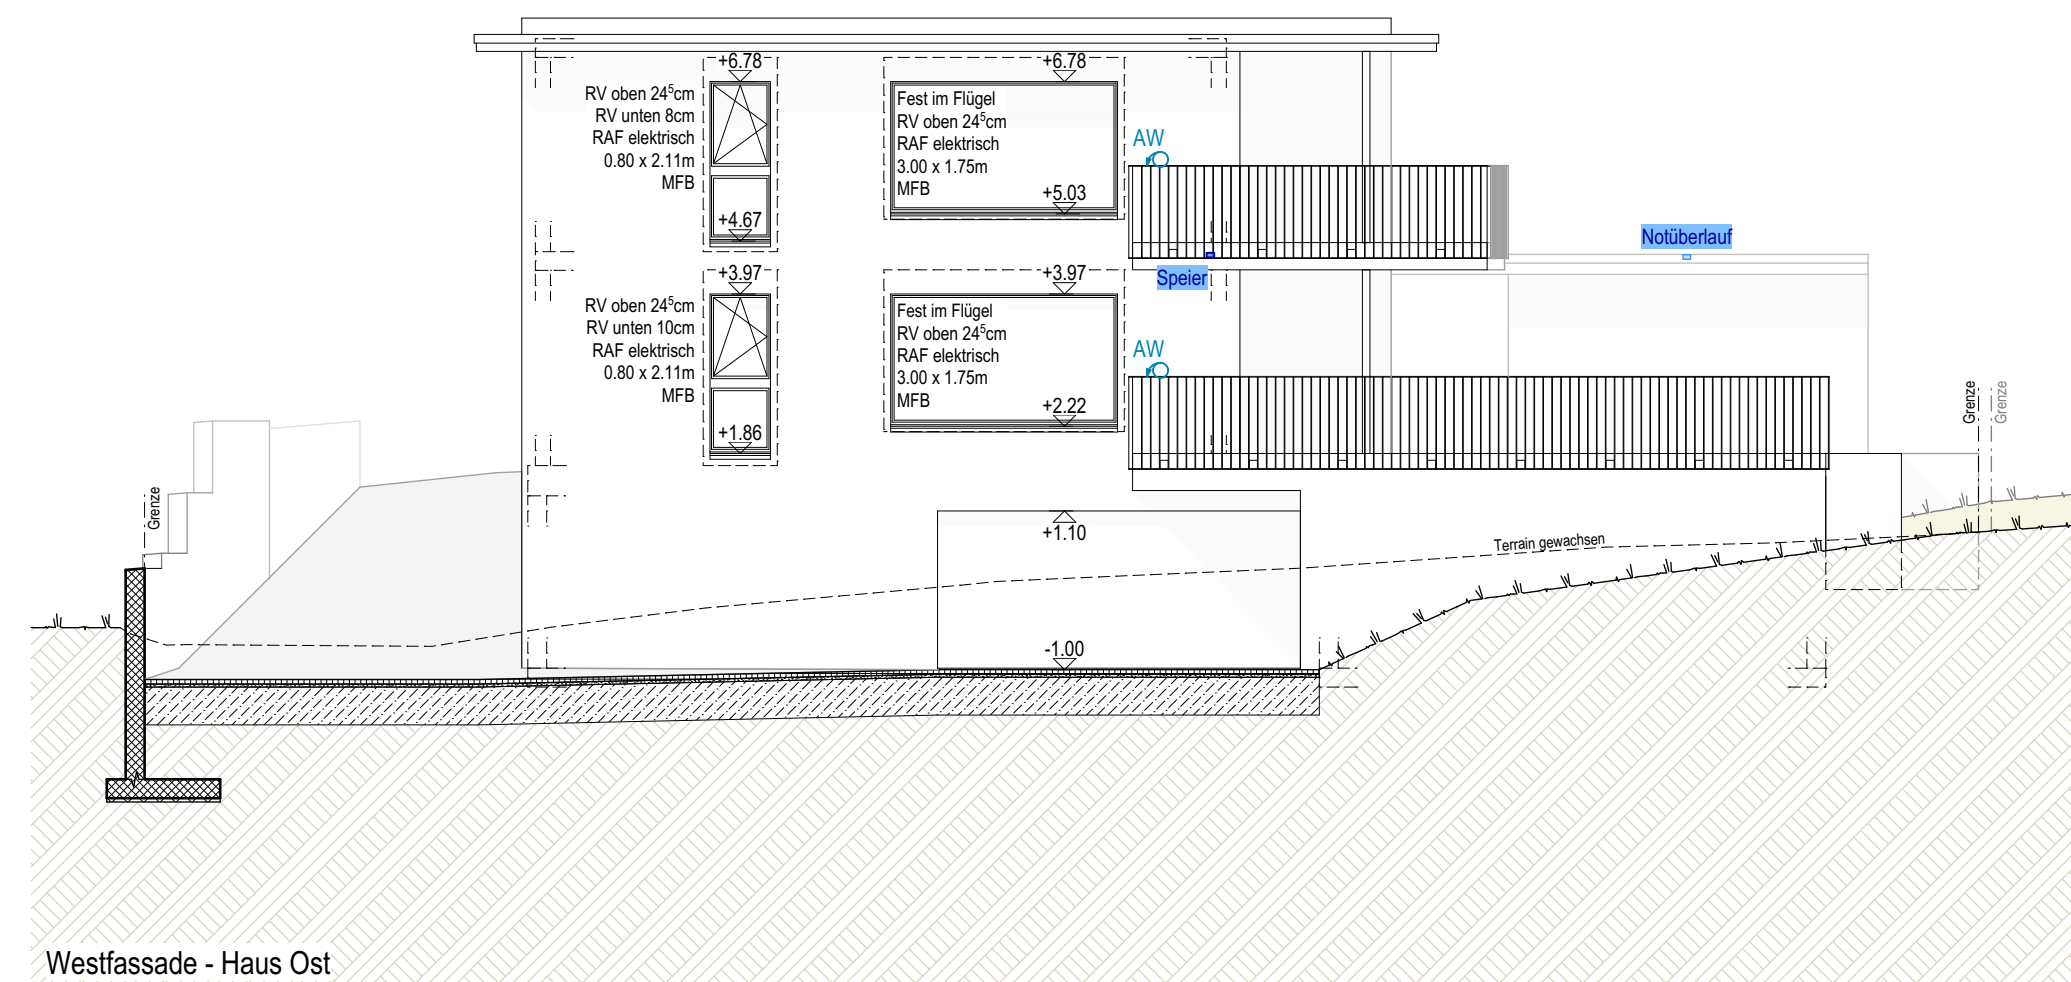 +6.78
+6.78
RV oben 24⁵cm
RV unten 8cm
RAF elektrisch
0.80 x 2.11m
MFB
+4.67
Fest im Flügel
RV oben 24⁵cm
RAF elektrisch
3.00 x 1.75m
MFB
+5.03
AW
Notüberlauf
Speier
+3.97
+3.97
RV oben 24⁵cm
RV unten 10cm
RAF elektrisch
0.80 x 2.11m
MFB
+1.86
Fest im Flügel
RV oben 24⁵cm
RAF elektrisch
3.00 x 1.75m
MFB
+2.22
AW
Grenze
Grenze
Grenze
+1.10
Terrain gewachsen
-1.00
Westfassade - Haus Ost